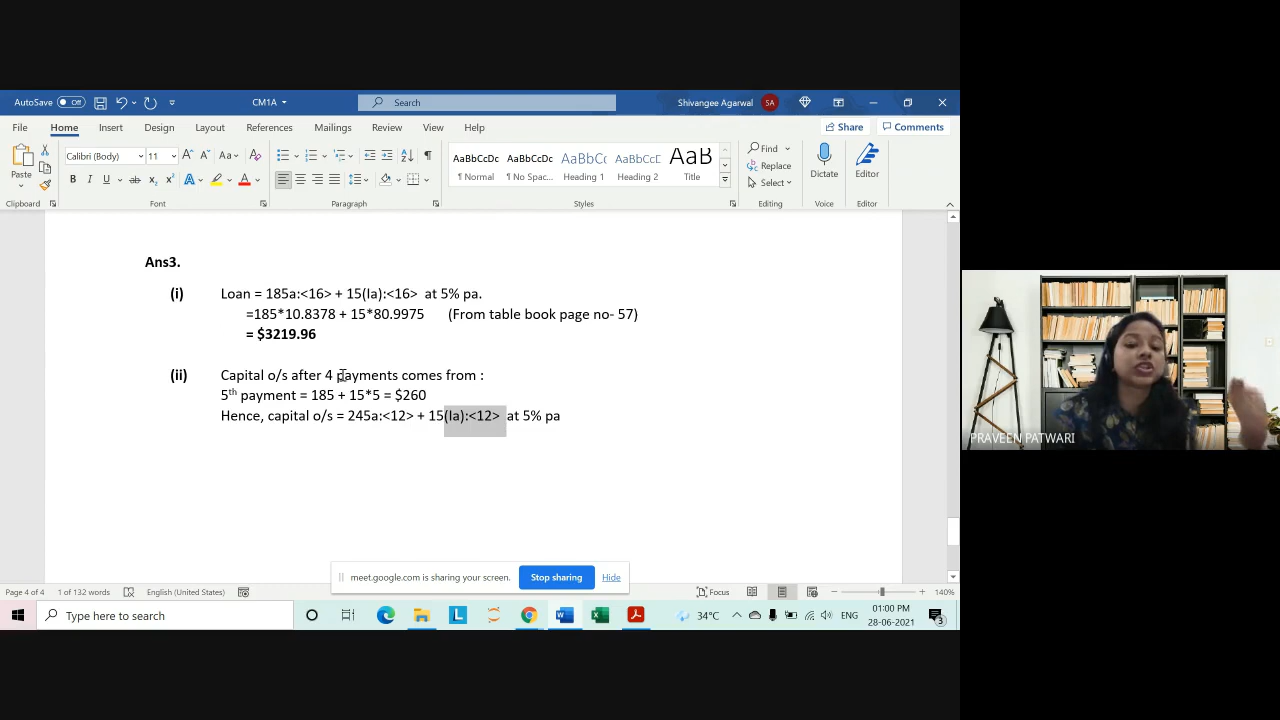 AutoSave Off CM1A Search Shivangee Agarwal SA
File Home Insert Design Layout References Mailings Review View Help Share Comments
Paste Calibri (Body) 11 A A Aa A
B I U ab x₂ x² A A
AaBbCcDc AaBbCcDc AaBbCc AaBbCcD AaB
¶ Normal ¶ No Spac... Heading 1 Heading 2 Title
Find
Replace
Select
Dictate Editor
Clipboard Font Paragraph Styles Editing Voice Editor
Ans3.
(i) Loan = 185a:<16> + 15(Ia):<16> at 5% pa.
=185*10.8378 + 15*80.9975 (From table book page no- 57)
= $3219.96
(ii) Capital o/s after 4 payments comes from :
5th payment = 185 + 15*5 = $260
Hence, capital o/s = 245a:<12> + 15(Ia):<12> at 5% pa
PRAVEEN PATWARI
meet.google.com is sharing your screen. Stop sharing Hide
Page 4 of 4 1 of 132 words English (United States) Focus 140%
Type here to search 34°C ENG 01:00 PM
28-06-2021 3